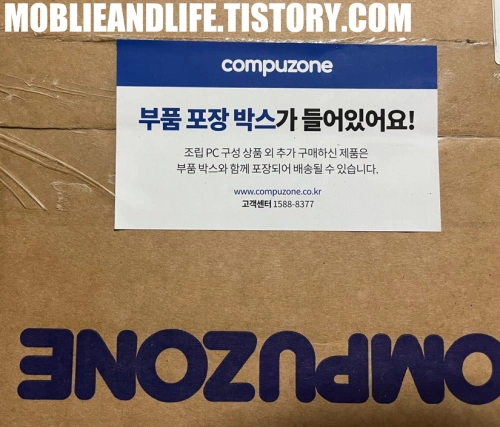 MOBLIEANDLIFE.TISTORY.COM
compuzone
부품 포장 박스가 들어있어요!
조립 PC 구성 상품 외 추가 구매하신 제품은
부품 박스와 함께 포장되어 배송될 수 있습니다.
www.compuzone.co.kr
고객센터 1588-8377
OMPUZONE